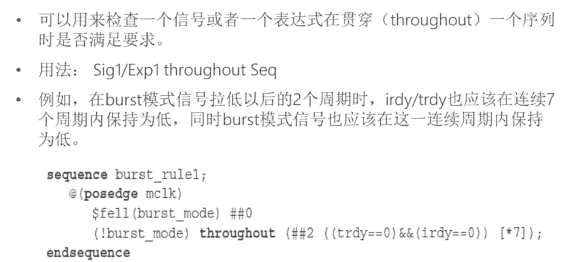 • 可以用来检查一个信号或者一个表达式在贯穿（throughout）一个序列
时是否满足要求。
• 用法： Sig1/Exp1 throughout Seq
• 例如，在burst模式信号拉低以后的2个周期时，irdy/trdy也应该在连续7
个周期内保持为低，同时burst模式信号也应该在这一连续周期内保持
为低。
sequence burst_rule1;
@(posedge mclk)
$fell(burst_mode) ##0
(!burst_mode) throughout (##2 ((trdy==0)&&(irdy==0)) [*7]);
endsequence